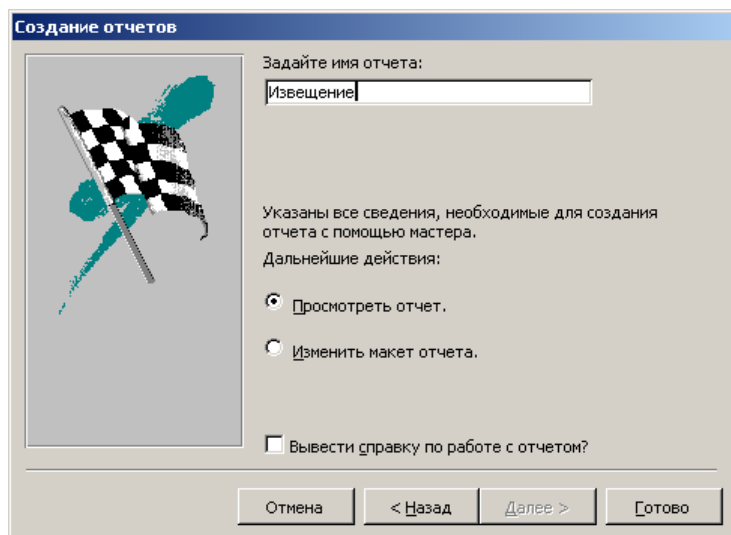 Создание отчетов
Задайте имя отчета:
Извещение
Указаны все сведения, необходимые для создания
отчета с помощью мастера.
Дальнейшие действия:
Просмотреть отчет.
Изменить макет отчета.
Вывести справку по работе с отчетом?
Отмена
< Назад
Далее >
Готово